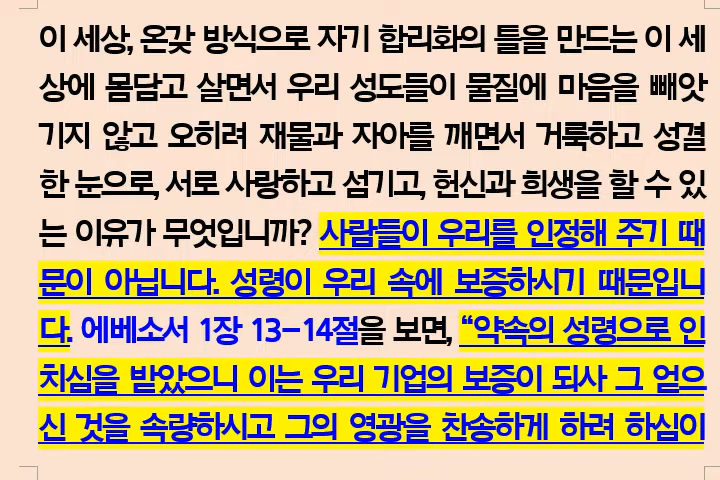 이 세상, 온갖 방식으로 자기 합리화의 틀을 만드는 이 세
상에 몸담고 살면서 우리 성도들이 물질에 마음을 빼앗
기지 않고 오히려 재물과 자아를 깨면서 거룩하고 성결
한 눈으로, 서로 사랑하고 섬기고, 헌신과 희생을 할 수 있
는 이유가 무엇입니까? 사람들이 우리를 인정해 주기 때
문이 아닙니다. 성령이 우리 속에 보증하시기 때문입니
다. 에베소서 1장 13-14절을 보면, “약속의 성령으로 인
치심을 받았으니 이는 우리 기업의 보증이 되사 그 얻으
신 것을 속량하시고 그의 영광을 찬송하게 하려 하심이